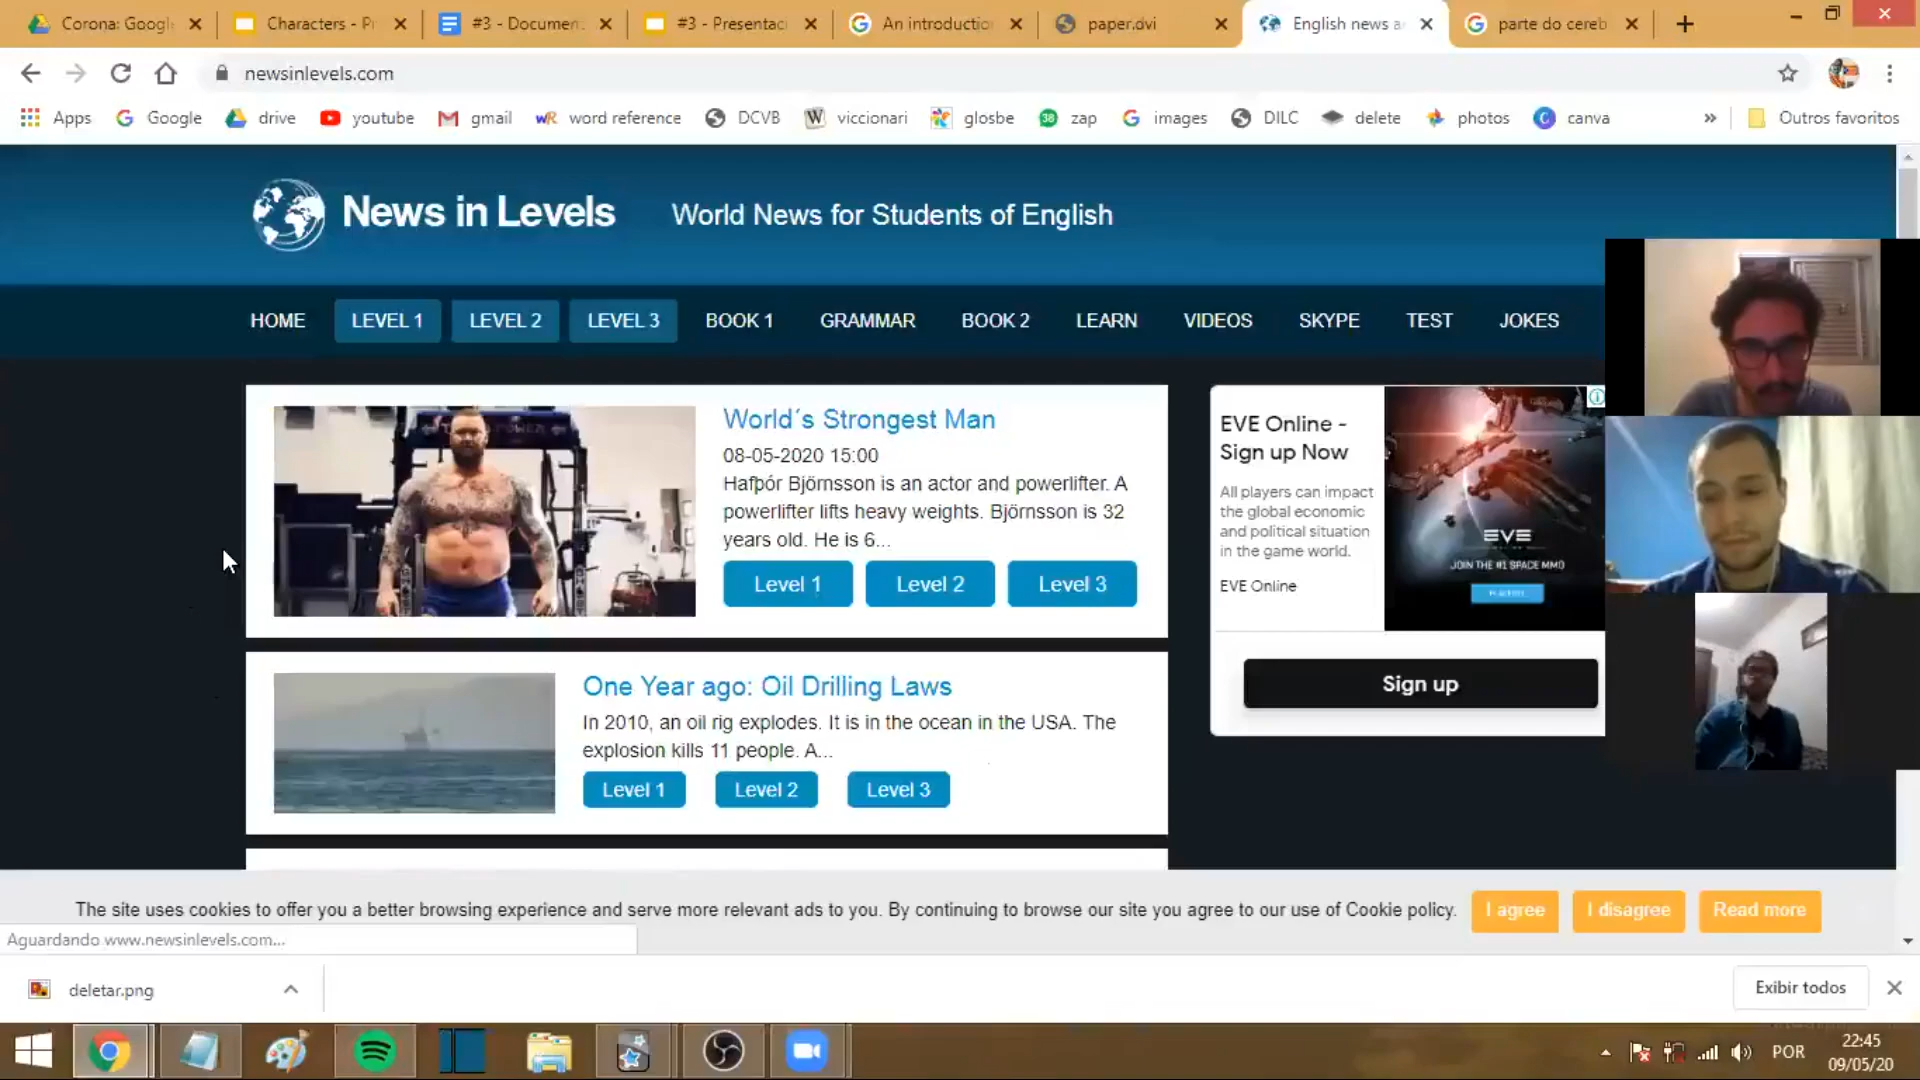 Corona: Googl
Characters - P
#3 - Documen
#3 - Presentac
An introductio
paper.dvi
English news a
parte do cereb
newsinlevels.com
Apps
Google
drive
youtube
gmail
word reference
DCVB
viccionari
glosbe
zap
images
DILC
delete
photos
canva
Outros favoritos
News in Levels
World News for Students of English
HOME
LEVEL 1
LEVEL 2
LEVEL 3
BOOK 1
GRAMMAR
BOOK 2
LEARN
VIDEOS
SKYPE
TEST
JOKES
World´s Strongest Man
08-05-2020 15:00
Hafþór Björnsson is an actor and powerlifter. A
powerlifter lifts heavy weights. Björnsson is 32
years old. He is 6...
Level 1
Level 2
Level 3
One Year ago: Oil Drilling Laws
In 2010, an oil rig explodes. It is in the ocean in the USA. The
explosion kills 11 people. A...
Level 1
Level 2
Level 3
EVE Online -
Sign up Now
All players can impact
the global economic
and political situation
in the game world.
EVE Online
EVE
JOIN THE #1 SPACE MMO
Sign up
The site uses cookies to offer you a better browsing experience and serve more relevant ads to you. By continuing to browse our site you agree to our use of Cookie policy.
I agree
I disagree
Read more
Aguardando www.newsinlevels.com...
deletar.png
Exibir todos
POR
22:45
09/05/20